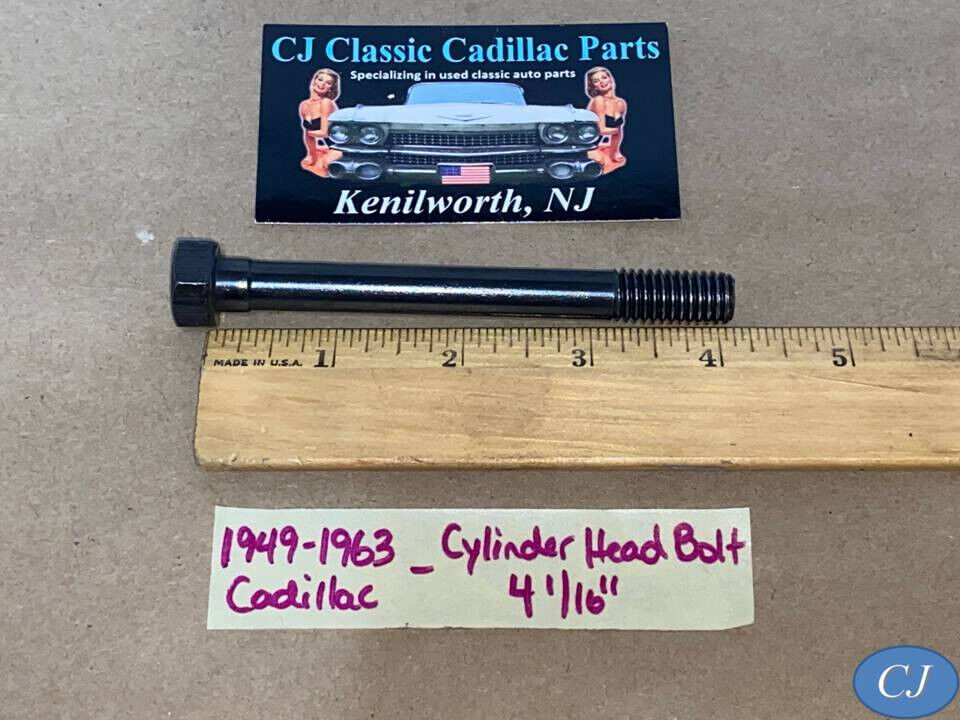 CJ Classic Cadillac Parts
Specializing in used classic auto parts
Kenilworth, NJ
MADE IN U.S.A. 1 2 3 4 5
1949-1963 - Cylinder Head Bolt
Cadillac 4 1/16"
CJ